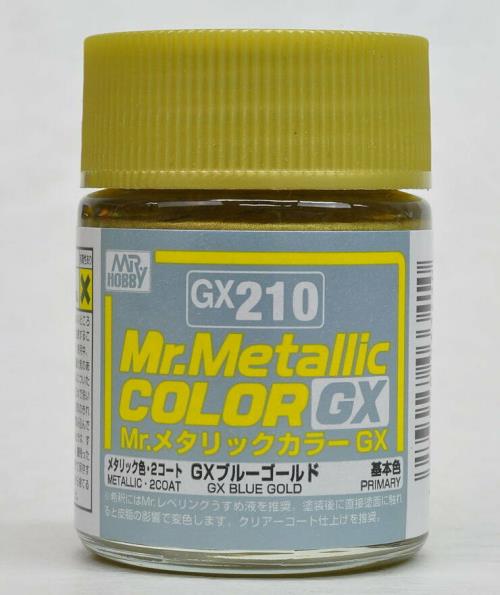 MR
HOBBY
GX210
Mr.Metallic
COLOR GX
Mr.メタリックカラー GX
メタリック色・2コート GXブルーゴールド 基本色
METALLIC・2COAT GX BLUE GOLD PRIMARY
※希釈にはMr.レベリングうすめ液を推奨。塗装後に直接塗面に触れ
ると皮脂の影響で変色します。クリアーコート仕上げを推奨。